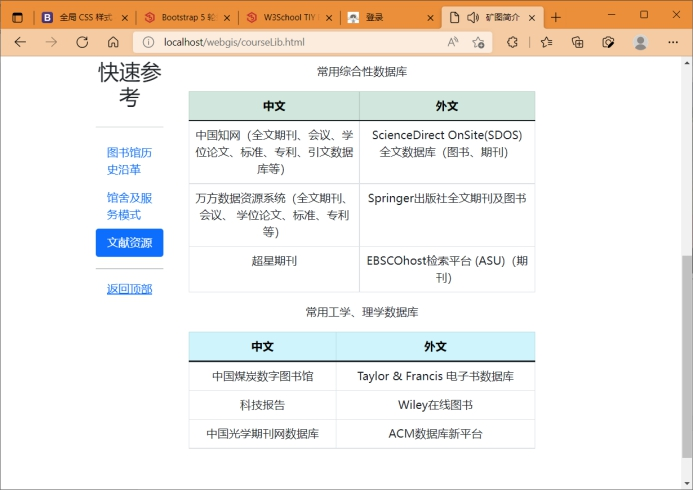 全局 CSS 样式
Bootstrap 5 轮
W3School TIY
登录
矿图简介
localhost/webgis/courseLib.html
快速参
考
图书馆历
史沿革
馆舍及服
务模式
文献资源
返回顶部
常用综合性数据库
中文
外文
中国知网（全文期刊、会议、学
位论文、标准、专利、引文数据
库等）
ScienceDirect OnSite(SDOS)
全文数据库（图书、期刊）
万方数据资源系统（全文期刊、
会议、 学位论文、标准、专利
等）
Springer出版社全文期刊及图书
超星期刊
EBSCOhost检索平台 (ASU)（期
刊）
常用工学、理学数据库
中文
外文
中国煤炭数字图书馆
Taylor & Francis 电子书数据库
科技报告
Wiley在线图书
中国光学期刊网数据库
ACM数据库新平台